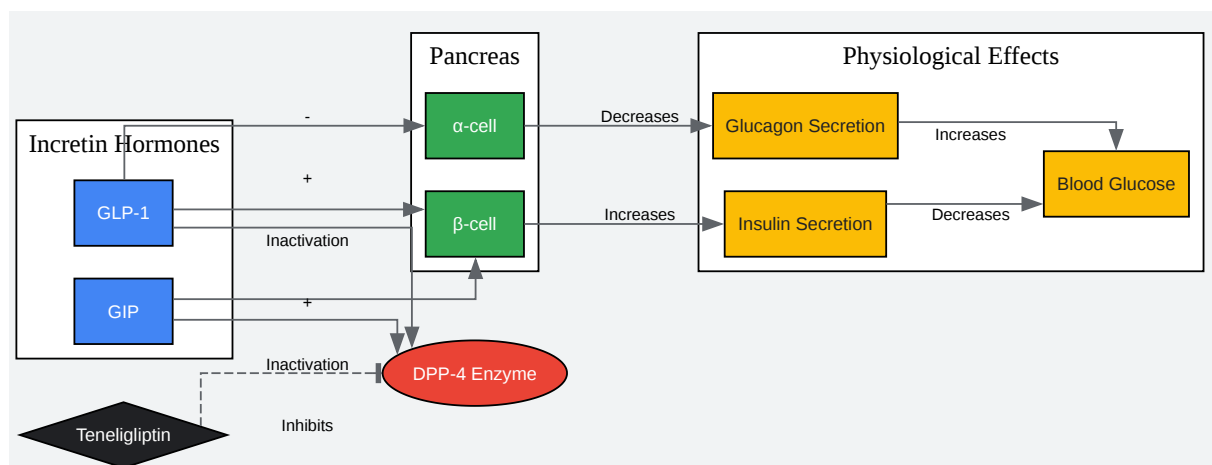 Pancreas
Physiological Effects
Incretin Hormones
-
α-cell
Decreases
Glucagon Secretion
Increases
Blood Glucose
GLP-1
+
β-cell
Increases
Insulin Secretion
Decreases
Inactivation
GIP
+
Inactivation
DPP-4 Enzyme
Teneligliptin
Inhibits